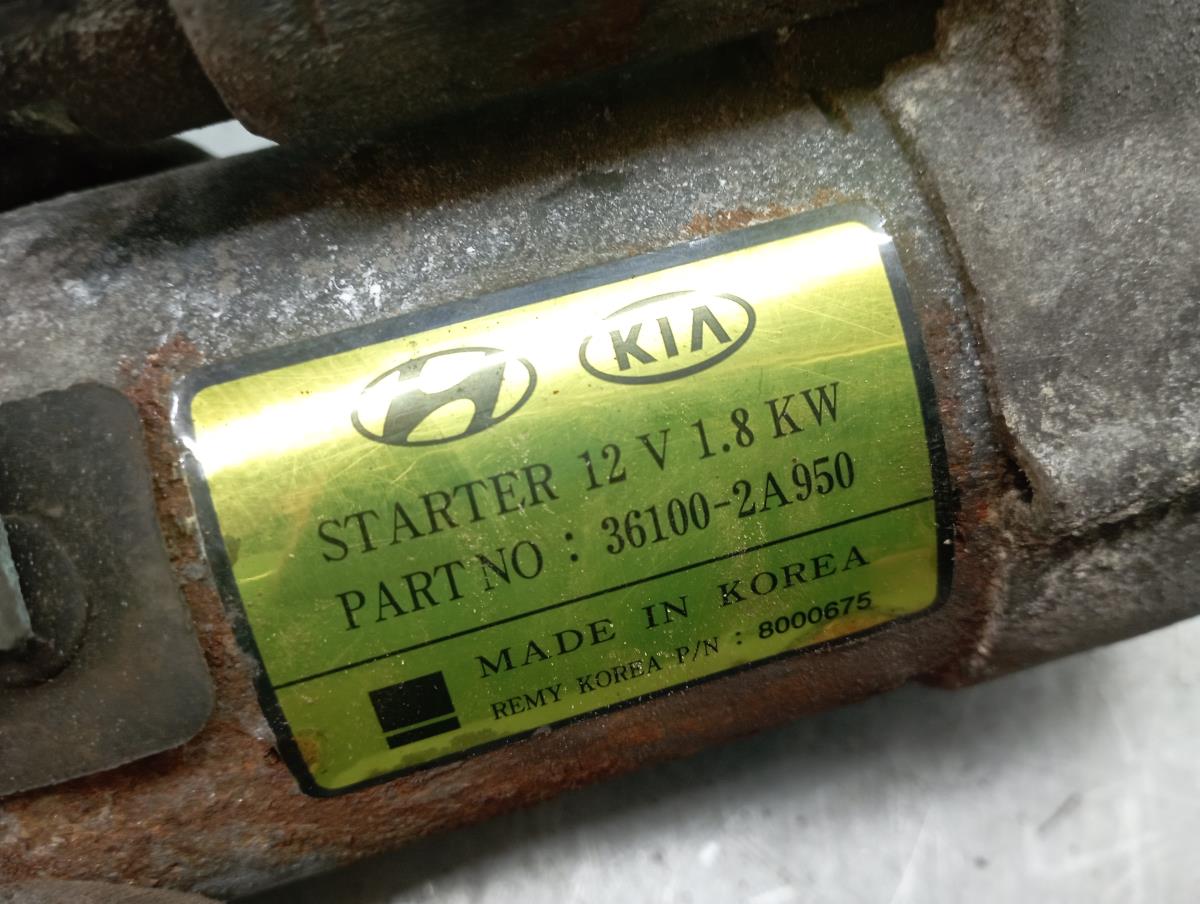 KIA
STARTER 12 V 1.8 KW
PART NO : 36100-2A950
MADE IN KOREA
REMY KOREA P/N : 8000675